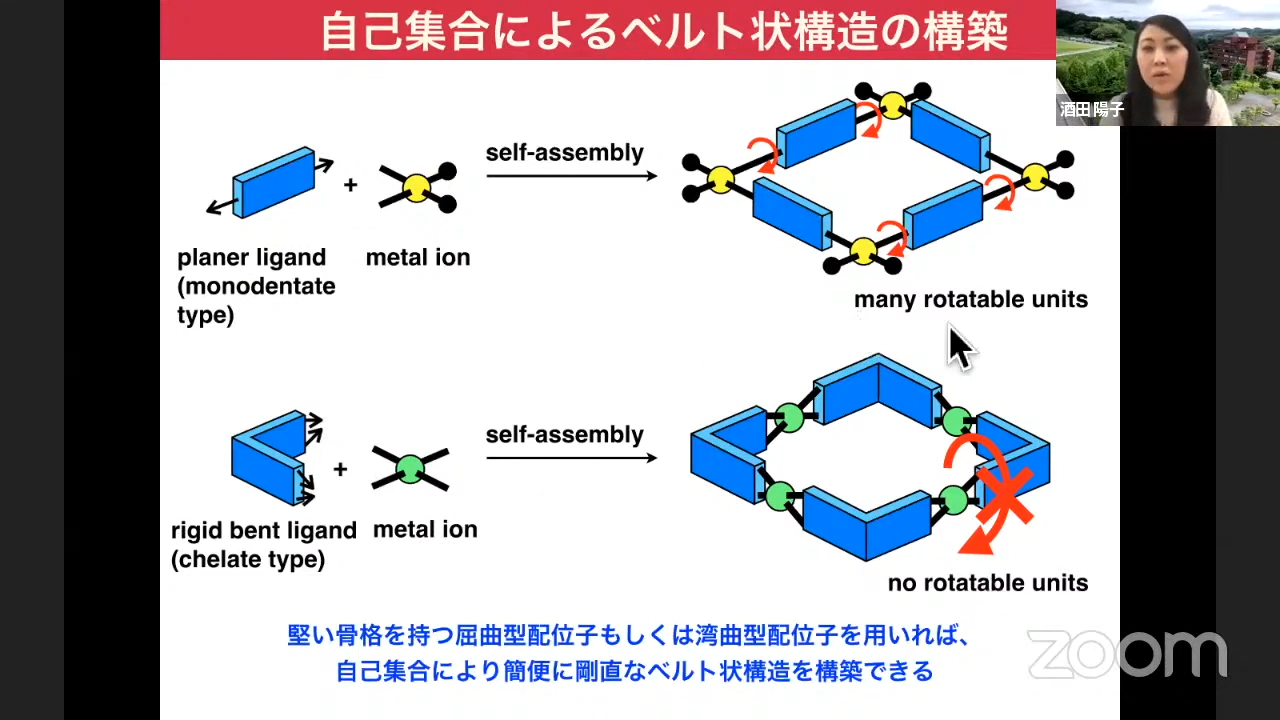 自己集合によるベルト状構造の構築
酒田 陽子
self-assembly
+
planer ligand
(monodentate
type)
metal ion
many rotatable units
self-assembly
+
rigid bent ligand
(chelate type)
metal ion
no rotatable units
堅い骨格を持つ屈曲型配位子もしくは湾曲型配位子を用いれば、
自己集合により簡便に剛直なベルト状構造を構築できる
zoom